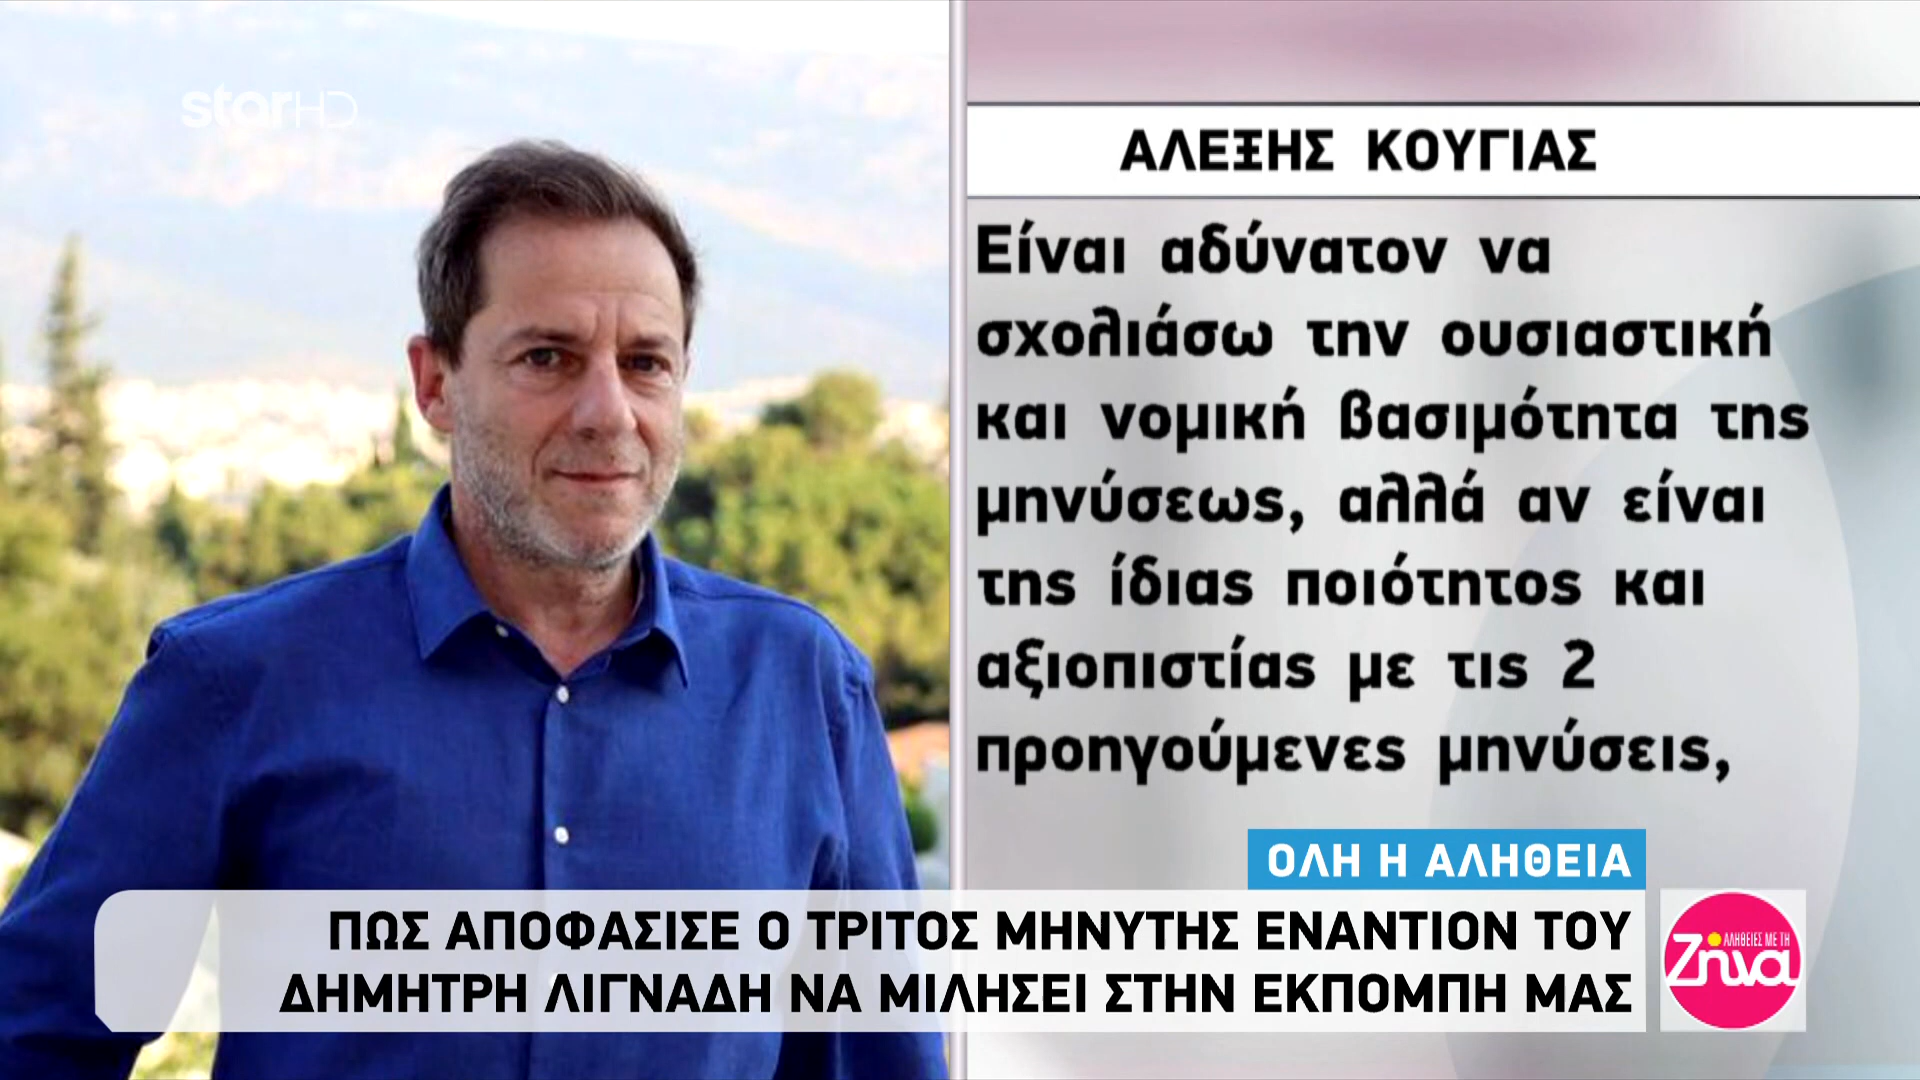 star HD
ΑΛΕΞΗΣ ΚΟΥΓΙΑΣ
Είναι αδύνατον να
σχολιάσω την ουσιαστική
και νομική βασιμότητα της
μηνύσεως, αλλά αν είναι
της ίδιας ποιότητος και
αξιοπιστίας με τις 2
προηγούμενες μηνύσεις,
ΟΛΗ Η ΑΛΗΘΕΙΑ
ΠΩΣ ΑΠΟΦΑΣΙΣΕ Ο ΤΡΙΤΟΣ ΜΗΝΥΤΗΣ ΕΝΑΝΤΙΟΝ ΤΟΥ
ΔΗΜΗΤΡΗ ΛΙΓΝΑΔΗ ΝΑ ΜΙΛΗΣΕΙ ΣΤΗΝ ΕΚΠΟΜΠΗ ΜΑΣ
ΑΛΗΘΕΙΕΣ ΜΕ ΤΗ
Ζήνα